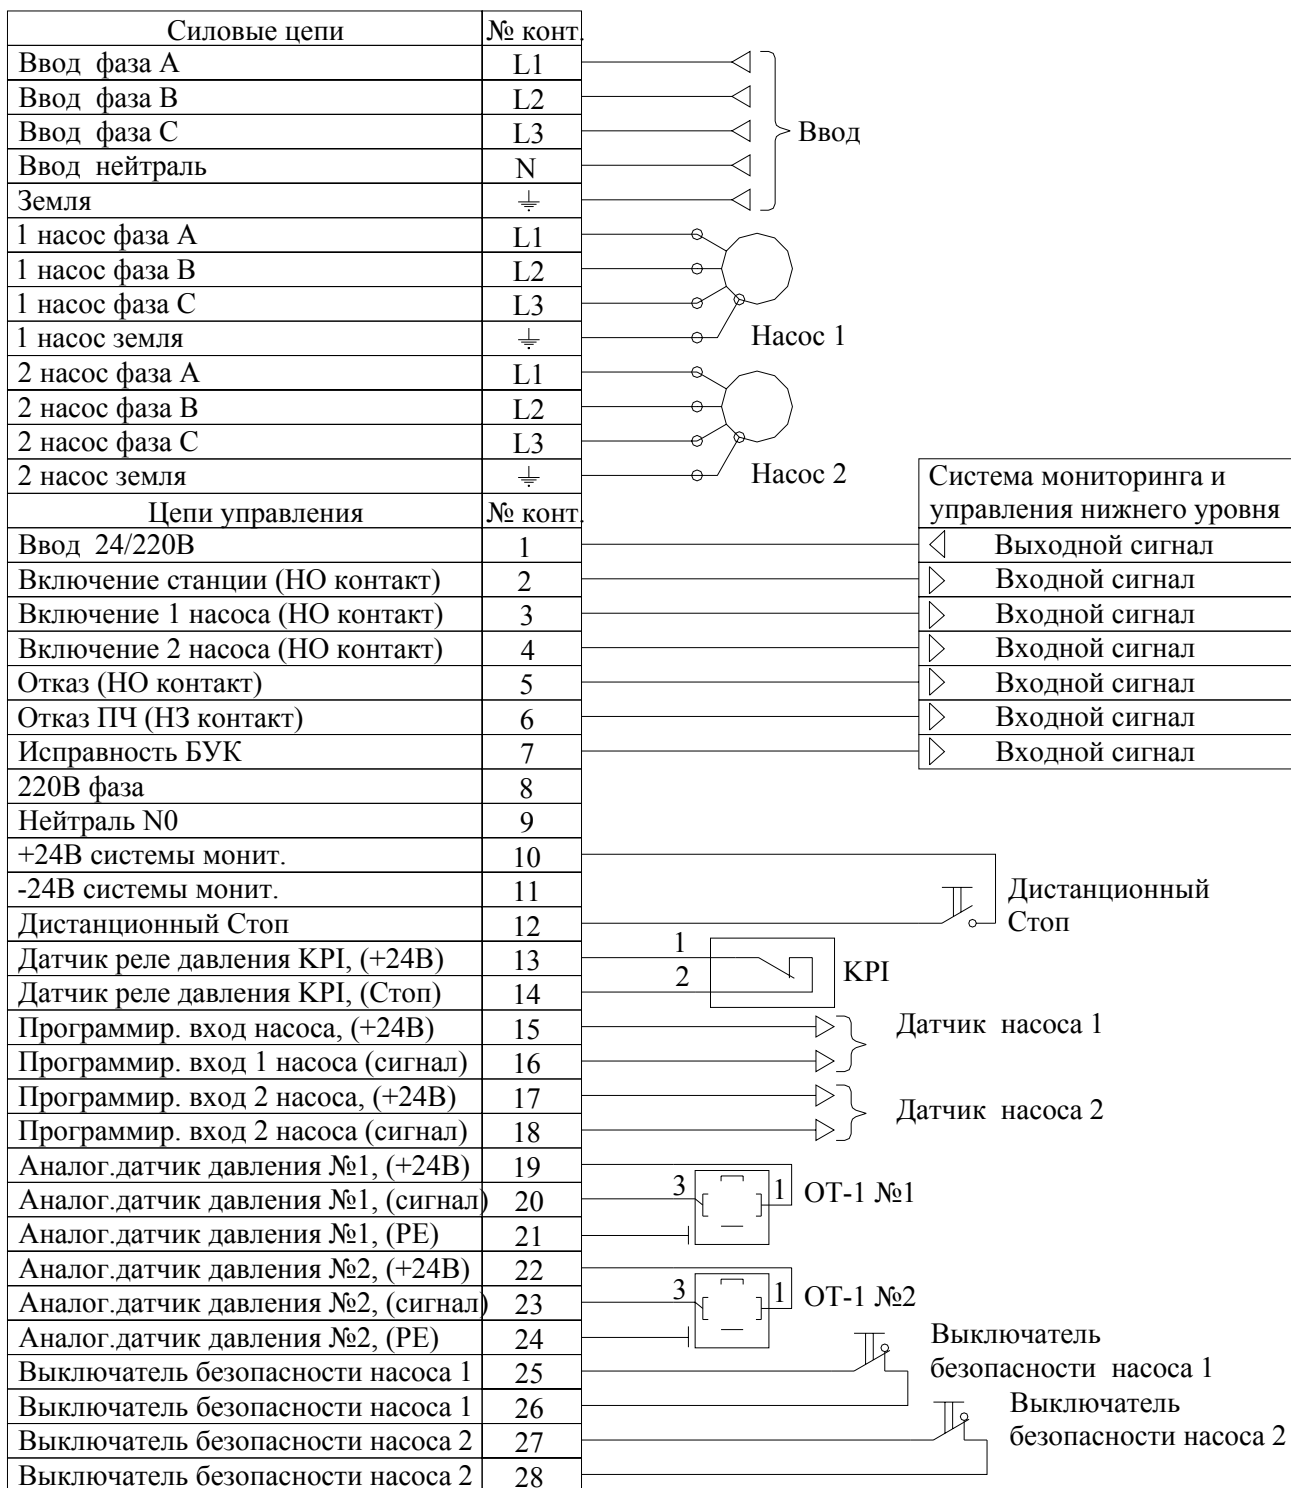 Силовые цепи № конт.
Ввод фаза А L1
Ввод фаза В L2
Ввод фаза С L3
Ввод нейтраль N
Земля
Ввод
1 насос фаза А L1
1 насос фаза В L2
1 насос фаза С L3
1 насос земля
Насос 1
2 насос фаза А L1
2 насос фаза В L2
2 насос фаза С L3
2 насос земля
Насос 2
Цепи управления № конт.
Система мониторинга и
управления нижнего уровня
Ввод 24/220В 1 Выходной сигнал
Включение станции (НО контакт) 2 Входной сигнал
Включение 1 насоса (НО контакт) 3 Входной сигнал
Включение 2 насоса (НО контакт) 4 Входной сигнал
Отказ (НО контакт) 5 Входной сигнал
Отказ ПЧ (НЗ контакт) 6 Входной сигнал
Исправность БУК 7 Входной сигнал
220В фаза 8
Нейтраль N0 9
+24В системы монит. 10
-24В системы монит. 11
Дистанционный Стоп 12
Дистанционный
Стоп
Датчик реле давления KPI, (+24В) 13 1
Датчик реле давления KPI, (Стоп) 14 2
KPI
Программир. вход насоса, (+24В) 15
Программир. вход 1 насоса (сигнал) 16
Датчик насоса 1
Программир. вход 2 насоса, (+24В) 17
Программир. вход 2 насоса (сигнал) 18
Датчик насоса 2
Аналог.датчик давления №1, (+24В) 19
Аналог.датчик давления №1, (сигнал) 20 3 1 ОТ-1 №1
Аналог.датчик давления №1, (РЕ) 21
Аналог.датчик давления №2, (+24В) 22
Аналог.датчик давления №2, (сигнал) 23 3 1 ОТ-1 №2
Аналог.датчик давления №2, (РЕ) 24
Выключатель безопасности насоса 1 25
Выключатель
безопасности насоса 1
Выключатель безопасности насоса 1 26
Выключатель безопасности насоса 2 27
Выключатель
безопасности насоса 2
Выключатель безопасности насоса 2 28